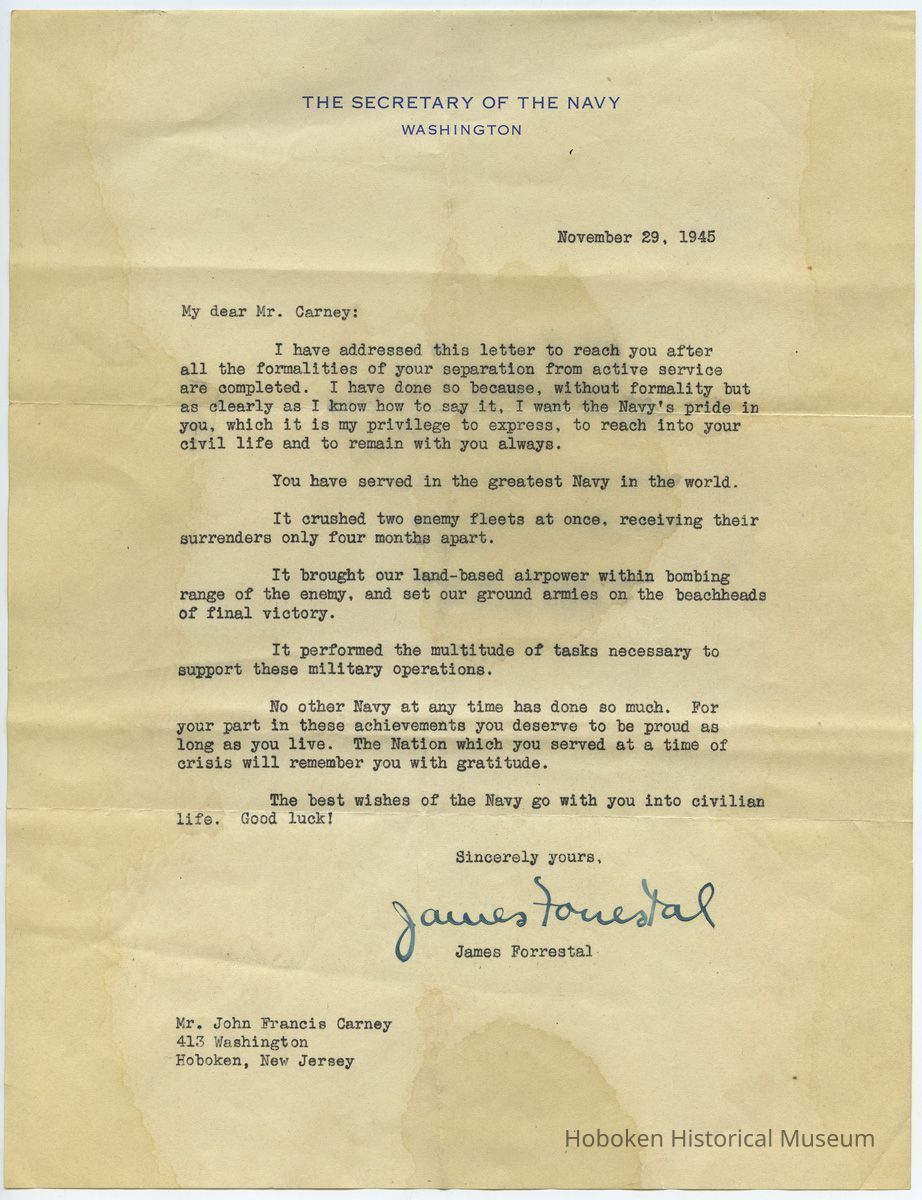 THE SECRETARY OF THE NAVY
WASHINGTON
November 29, 1945
My dear Mr. Carney:
I have addressed this letter to reach you after
all the formalities of your separation from active service
are completed. I have done so because, without formality but
as clearly as I know how to say it, I want the Navy's pride in
you, which it is my privilege to express, to reach into your
civil life and to remain with you always.
You have served in the greatest Navy in the world.
It crushed two enemy fleets at once, receiving their
surrenders only four months apart.
It brought our land-based airpower within bombing
range of the enemy, and set our ground armies on the beachheads
of final victory.
It performed the multitude of tasks necessary to
support these military operations.
No other Navy at any time has done so much. For
your part in these achievements you deserve to be proud as
long as you live. The Nation which you served at a time of
crisis will remember you with gratitude.
The best wishes of the Navy go with you into civilian
life. Good luck!
Sincerely yours,
James Forrestal
James Forrestal
Mr. John Francis Carney
413 Washington
Hoboken, New Jersey
Hoboken Historical Museum